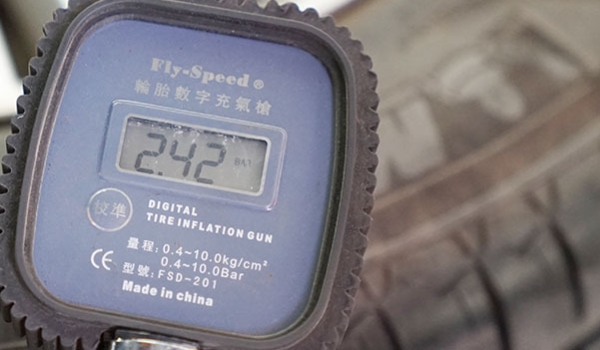 Fly-Speed®
輪胎數字充氣槍
2.42 BAr
校準
DIGITAL
TIRE INFLATION GUN
量程:0.4~10.0kg/cm²
0.4~10.0Bar
CE 型號:FSD-201
Made in china